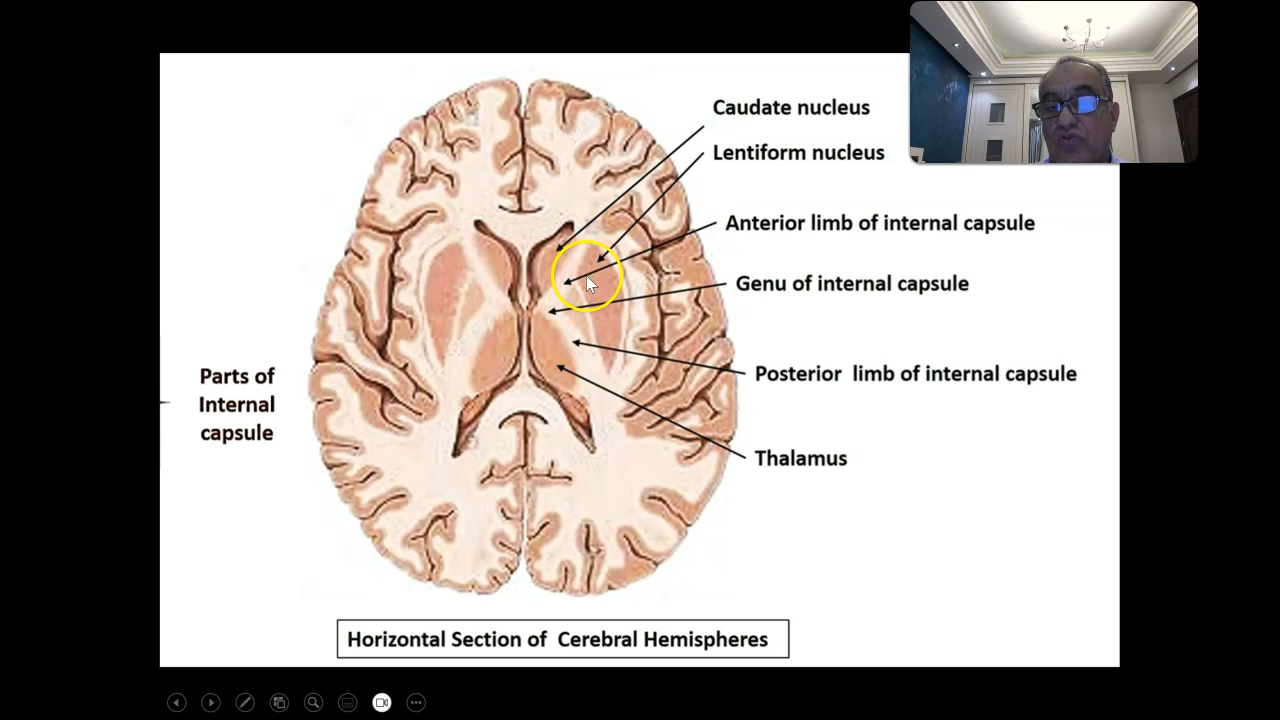 Caudate nucleus
Lentiform nucleus
Anterior limb of internal capsule
Genu of internal capsule
Parts of
Internal
capsule
Posterior limb of internal capsule
Thalamus
Horizontal Section of Cerebral Hemispheres